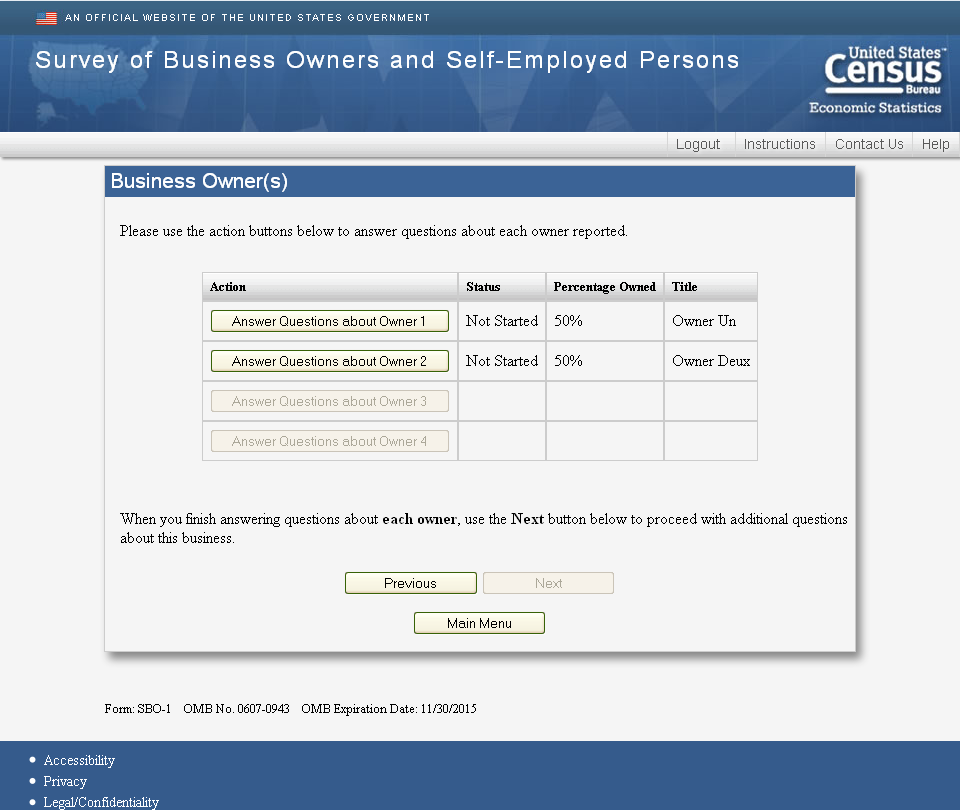 AN OFFICIAL WEBSITE OF THE UNITED STATES GOVERNMENT
Survey of Business Owners and Self-Employed Persons
United States™
Census
Bureau
Economic Statistics
Logout Instructions Contact Us Help
Business Owner(s)
Please use the action buttons below to answer questions about each owner reported.
Action Status Percentage Owned Title
Answer Questions about Owner 1 Not Started 50% Owner Un
Answer Questions about Owner 2 Not Started 50% Owner Deux
Answer Questions about Owner 3
Answer Questions about Owner 4
When you finish answering questions about each owner, use the Next button below to proceed with additional questions
about this business.
Previous Next
Main Menu
Form: SBO-1 OMB No. 0607-0943 OMB Expiration Date: 11/30/2015
Accessibility
Privacy
Legal/Confidentiality